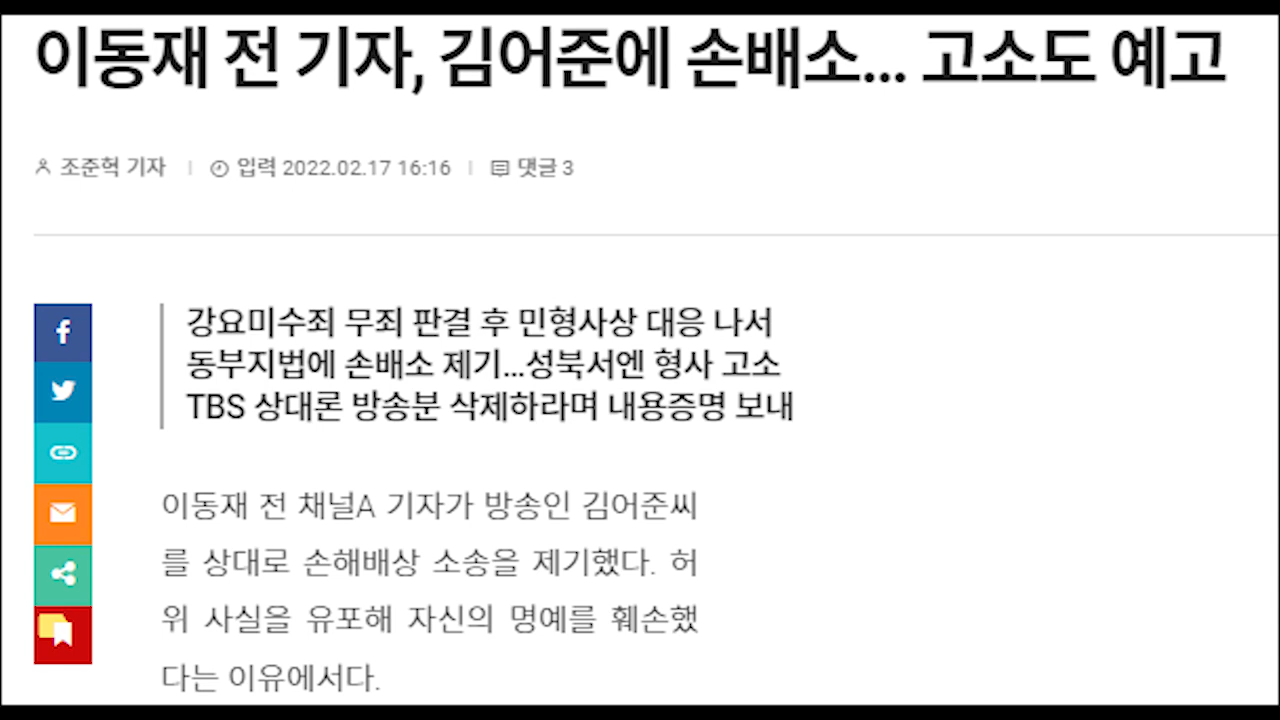 이동재 전 기자, 김어준에 손배소... 고소도 예고
조준혁 기자 | 입력 2022.02.17 16:16 | 댓글 3
강요미수죄 무죄 판결 후 민형사상 대응 나서
동부지법에 손배소 제기...성북서엔 형사 고소
TBS 상대론 방송분 삭제하라며 내용증명 보내
이동재 전 채널A 기자가 방송인 김어준씨
를 상대로 손해배상 소송을 제기했다. 허
위 사실을 유포해 자신의 명예를 훼손했
다는 이유에서다.